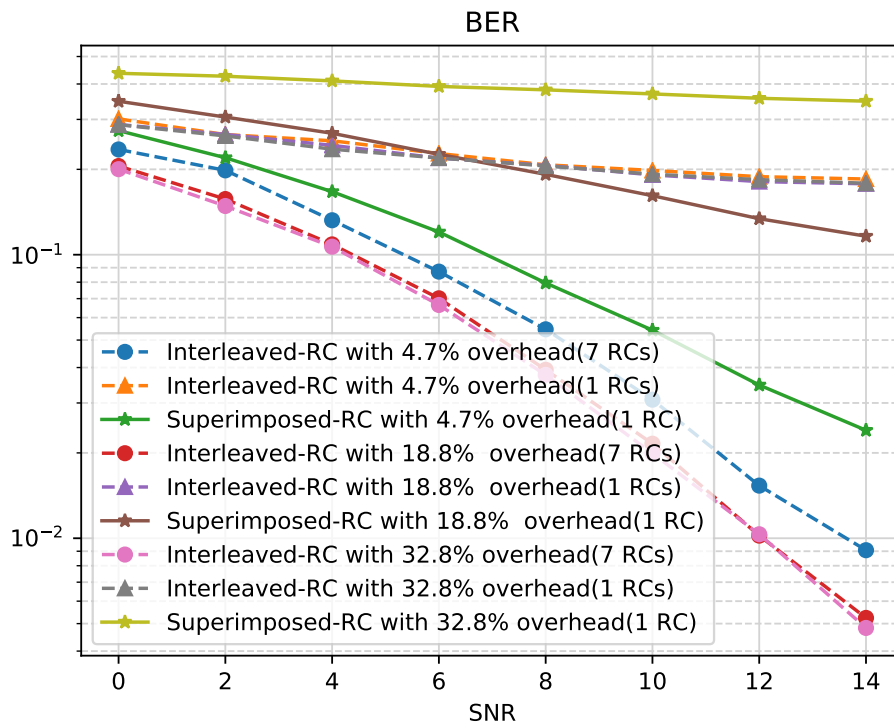 BER
10⁻¹
10⁻²
Interleaved-RC with 4.7% overhead(7 RCs)
Interleaved-RC with 4.7% overhead(1 RCs)
Superimposed-RC with 4.7% overhead(1 RC)
Interleaved-RC with 18.8%  overhead(7 RCs)
Interleaved-RC with 18.8%  overhead(1 RCs)
Superimposed-RC with 18.8%  overhead(1 RC)
Interleaved-RC with 32.8% overhead(7 RCs)
Interleaved-RC with 32.8% overhead(1 RCs)
Superimposed-RC with 32.8% overhead(1 RC)
0 2 4 6 8 10 12 14
SNR